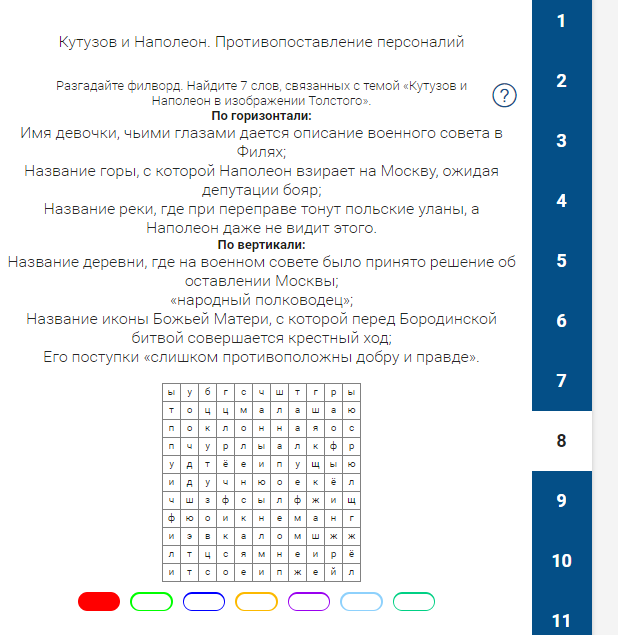 Кутузов и Наполеон. Противопоставление персоналий
Разгадайте филворд. Найдите 7 слов, связанных с темой «Кутузов и
Наполеон в изображении Толстого».
?
По горизонтали:
Имя девочки, чьими глазами дается описание военного совета в
Филях;
Название горы, с которой Наполеон взирает на Москву, ожидая
депутации бояр;
Название реки, где при переправе тонут польские уланы, а
Наполеон даже не видит этого.
По вертикали:
Название деревни, где на военном совете было принято решение об
оставлении Москвы;
«народный полководец»;
Название иконы Божьей Матери, с которой перед Бородинской
битвой совершается крестный ход;
Его поступки «слишком противоположны добру и правде».
ы у б г с ч ш т г р ы
т о ц ц м а л а ш а ю
п о к л о н н а я о с
п ч у р л ы а л к ф р
у д т ё е и п у щ ы ю
и д у ч н ю о е к ё л
ч ш з ф с ы л ф ж и щ
ф ю о и к н е м а н г
и э в к а л о м ш ж ж
л т ц с я м н е и р ё
и т с о е и п ж е й л
1
2
3
4
5
6
7
8
9
10
11